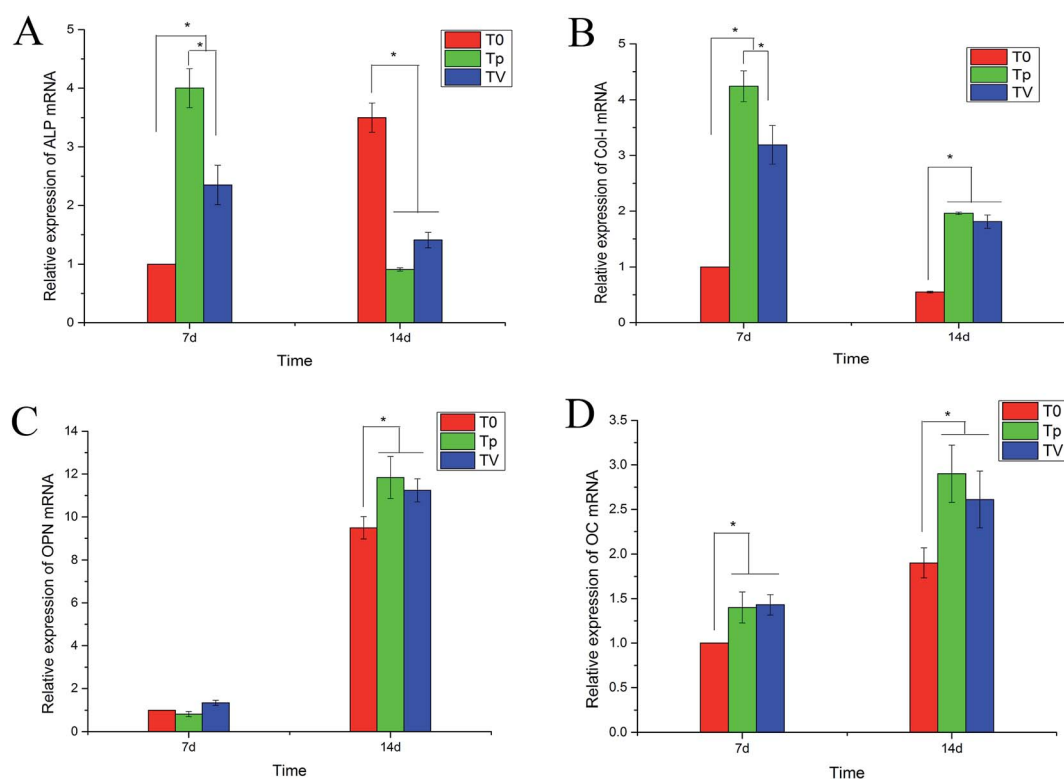 A
Relative expression of ALP mRNA
5
4
3
2
1
0
*
*
*
T0
Tp
TV
7d
14d
Time
B
Relative expression of Col-I mRNA
5
4
3
2
1
0
*
*
*
T0
Tp
TV
7d
14d
Time
C
Relative expression of OPN mRNA
14
12
10
8
6
4
2
0
*
T0
Tp
TV
7d
14d
Time
D
Relative expression of OC mRNA
3.5
3.0
2.5
2.0
1.5
1.0
0.5
0.0
*
*
T0
Tp
TV
7d
14d
Time